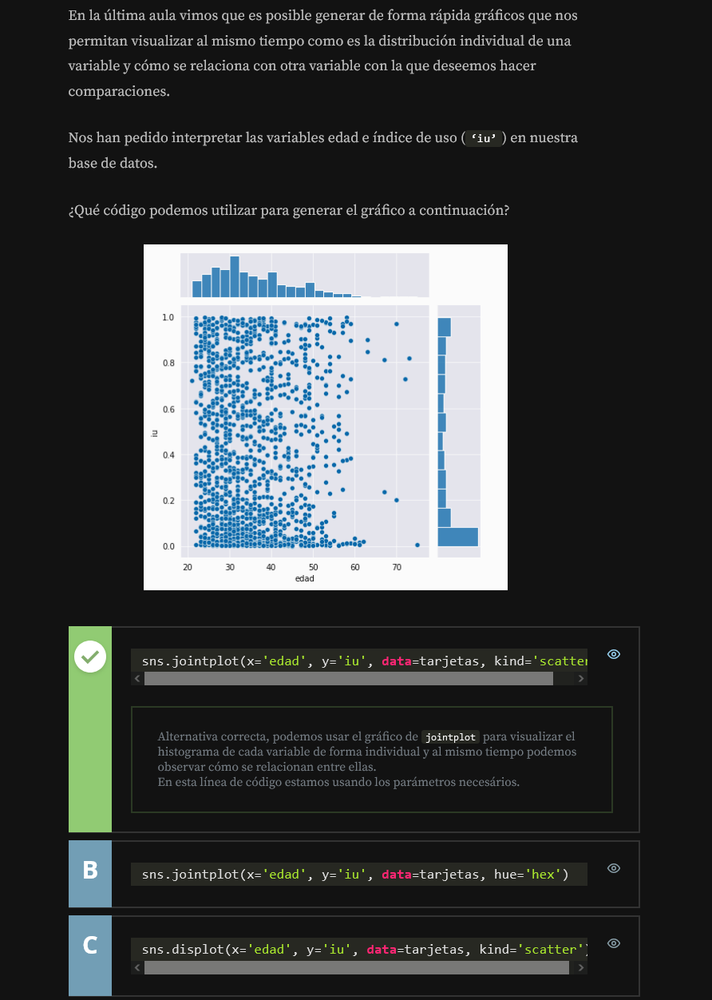 En la última aula vimos que es posible generar de forma rápida gráficos que nos
permitan visualizar al mismo tiempo como es la distribución individual de una
variable y cómo se relaciona con otra variable con la que deseemos hacer
comparaciones.
Nos han pedido interpretar las variables edad e índice de uso ( ‘iu’ ) en nuestra
base de datos.
¿Qué código podemos utilizar para generar el gráfico a continuación?
1.0
0.8
0.6
0.4
0.2
0.0
iu
20 30 40 50 60 70
edad
sns.jointplot(x='edad', y='iu', data=tarjetas, kind='scatter
Alternativa correcta, podemos usar el gráfico de jointplot para visualizar el
histograma de cada variable de forma individual y al mismo tiempo podemos
observar cómo se relacionan entre ellas.
En esta línea de código estamos usando los parámetros necesários.
B
sns.jointplot(x='edad', y='iu', data=tarjetas, hue='hex')
C
sns.displot(x='edad', y='iu', data=tarjetas, kind='scatter')